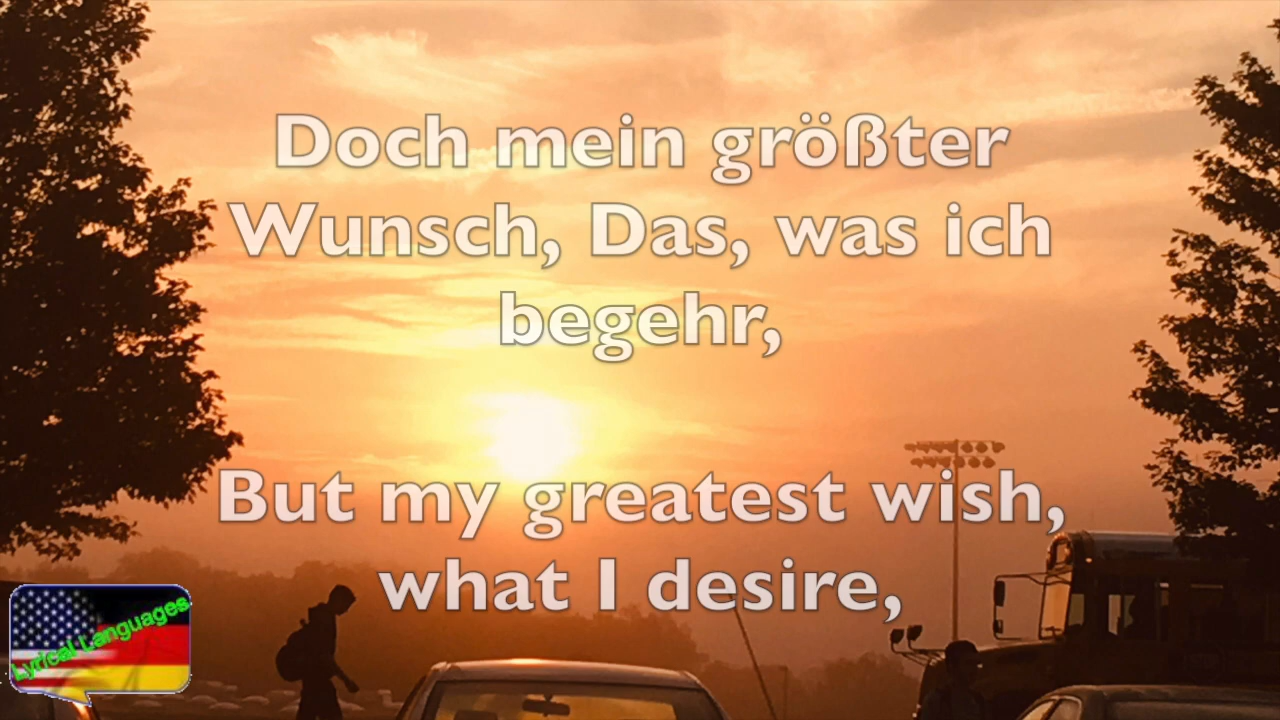 Doch mein größter
Wunsch, Das, was ich
begehr,
But my greatest wish,
what I desire,
Lyrical Languages